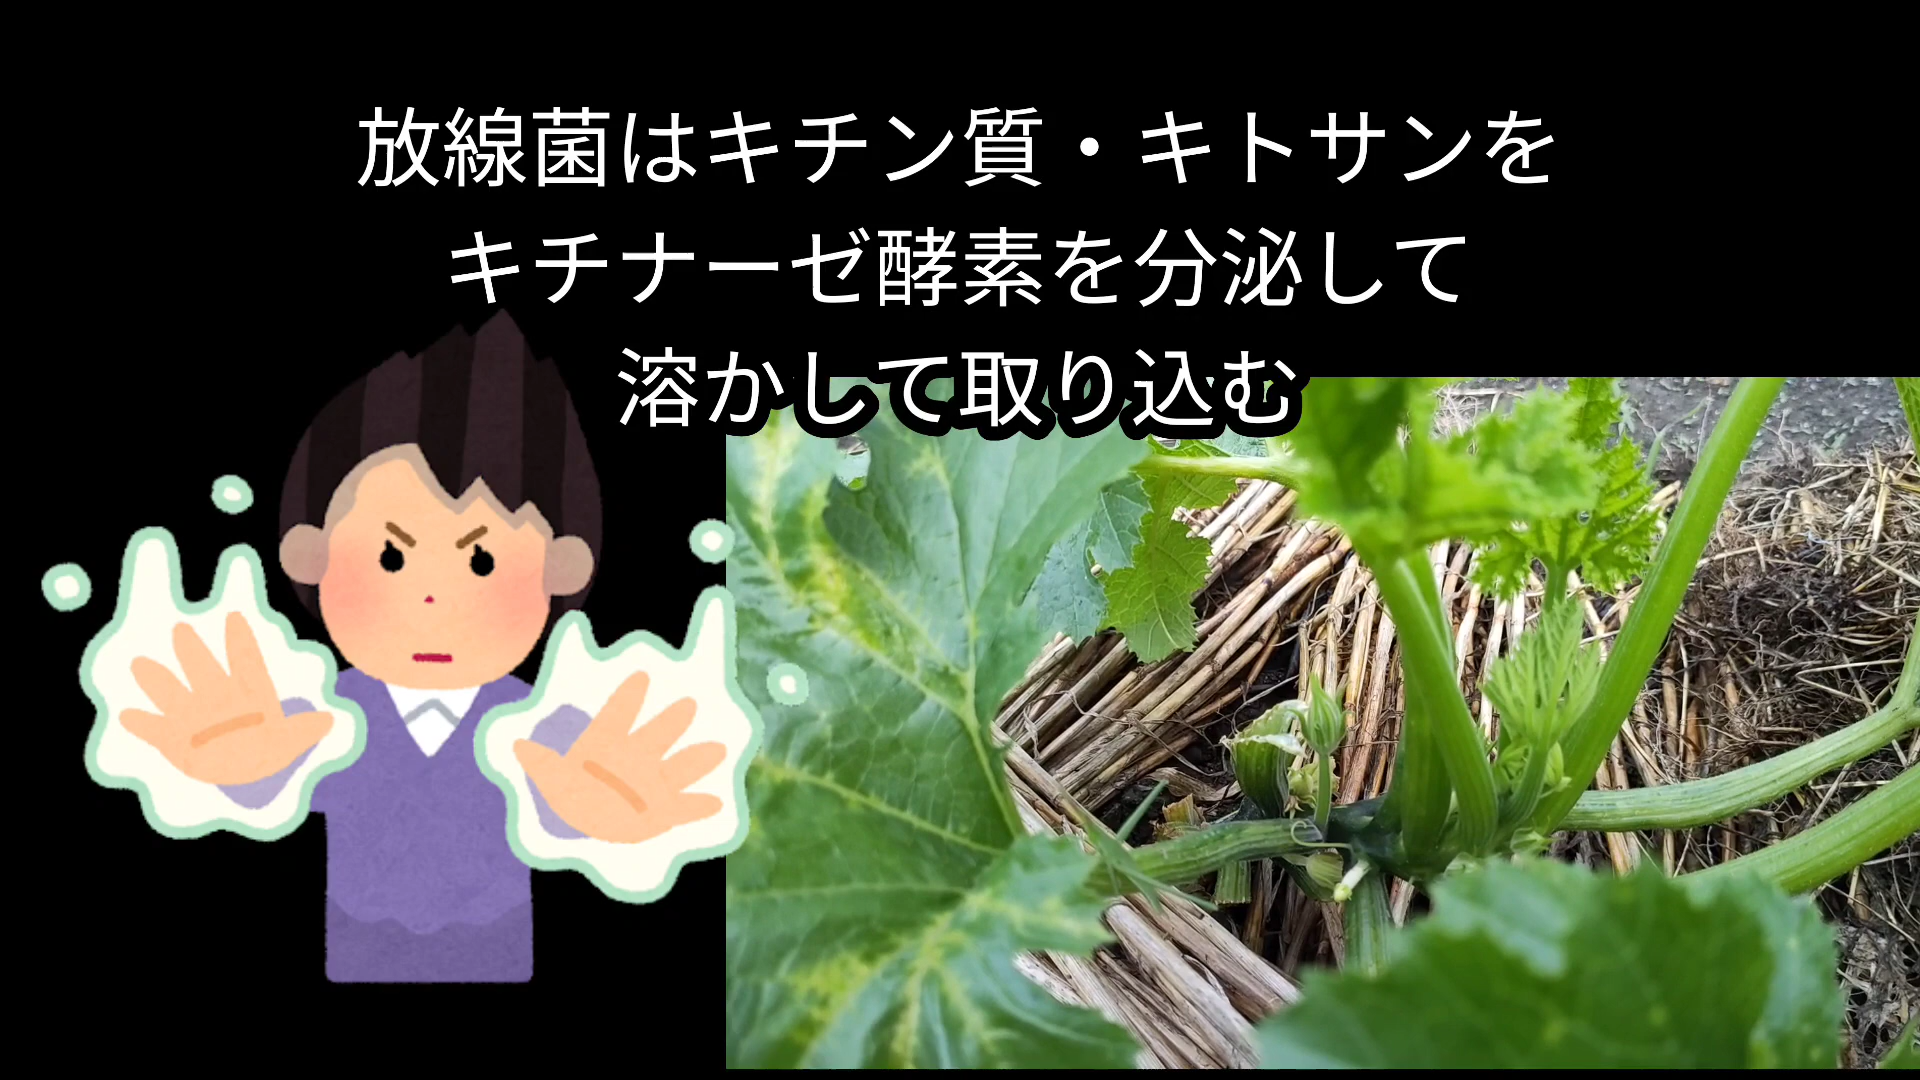 放線菌はキチン質・キトサンを
キチナーゼ酵素を分泌して
溶かして取り込む